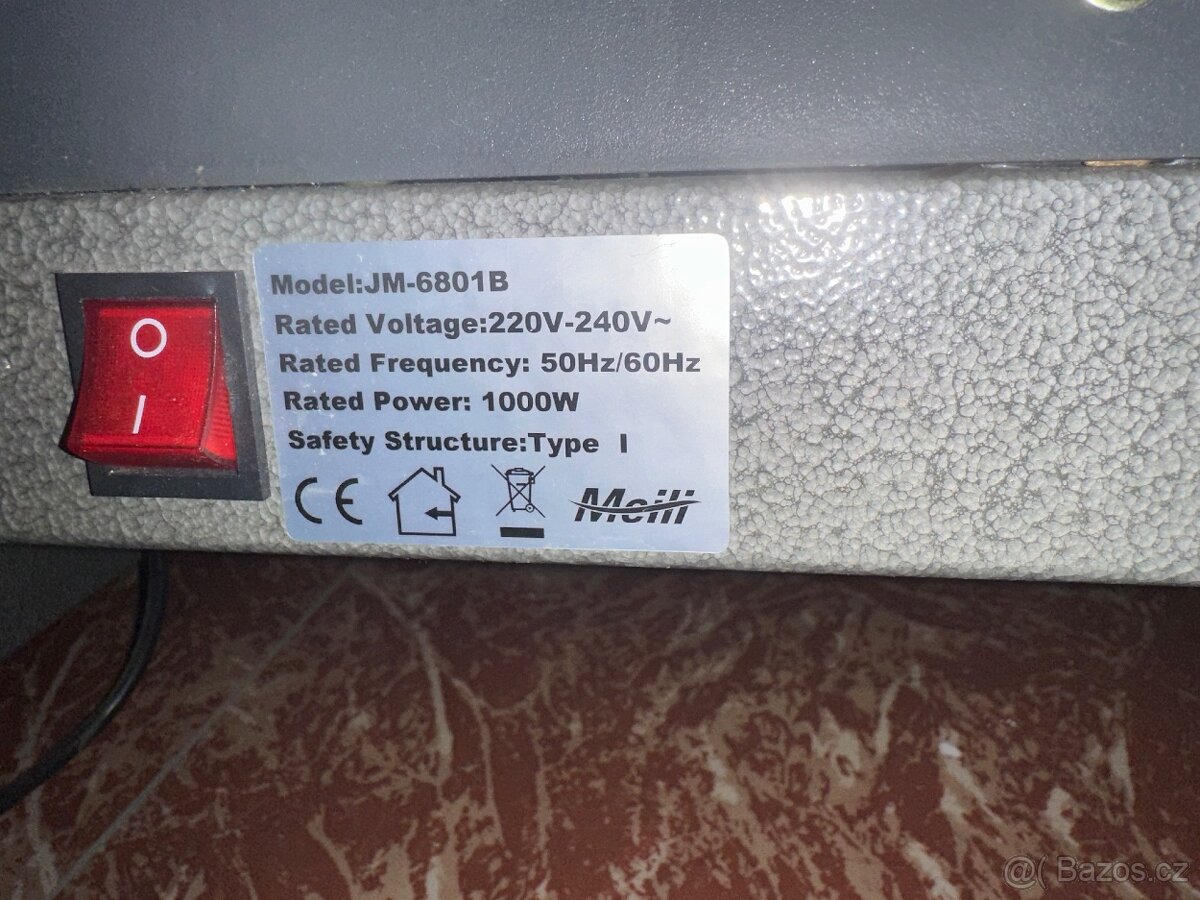 O
I
Model:JM-6801B
Rated Voltage:220V-240V~
Rated Frequency: 50Hz/60Hz
Rated Power: 1000W
Safety Structure:Type I
CE
Meili
@( Bazos.cz